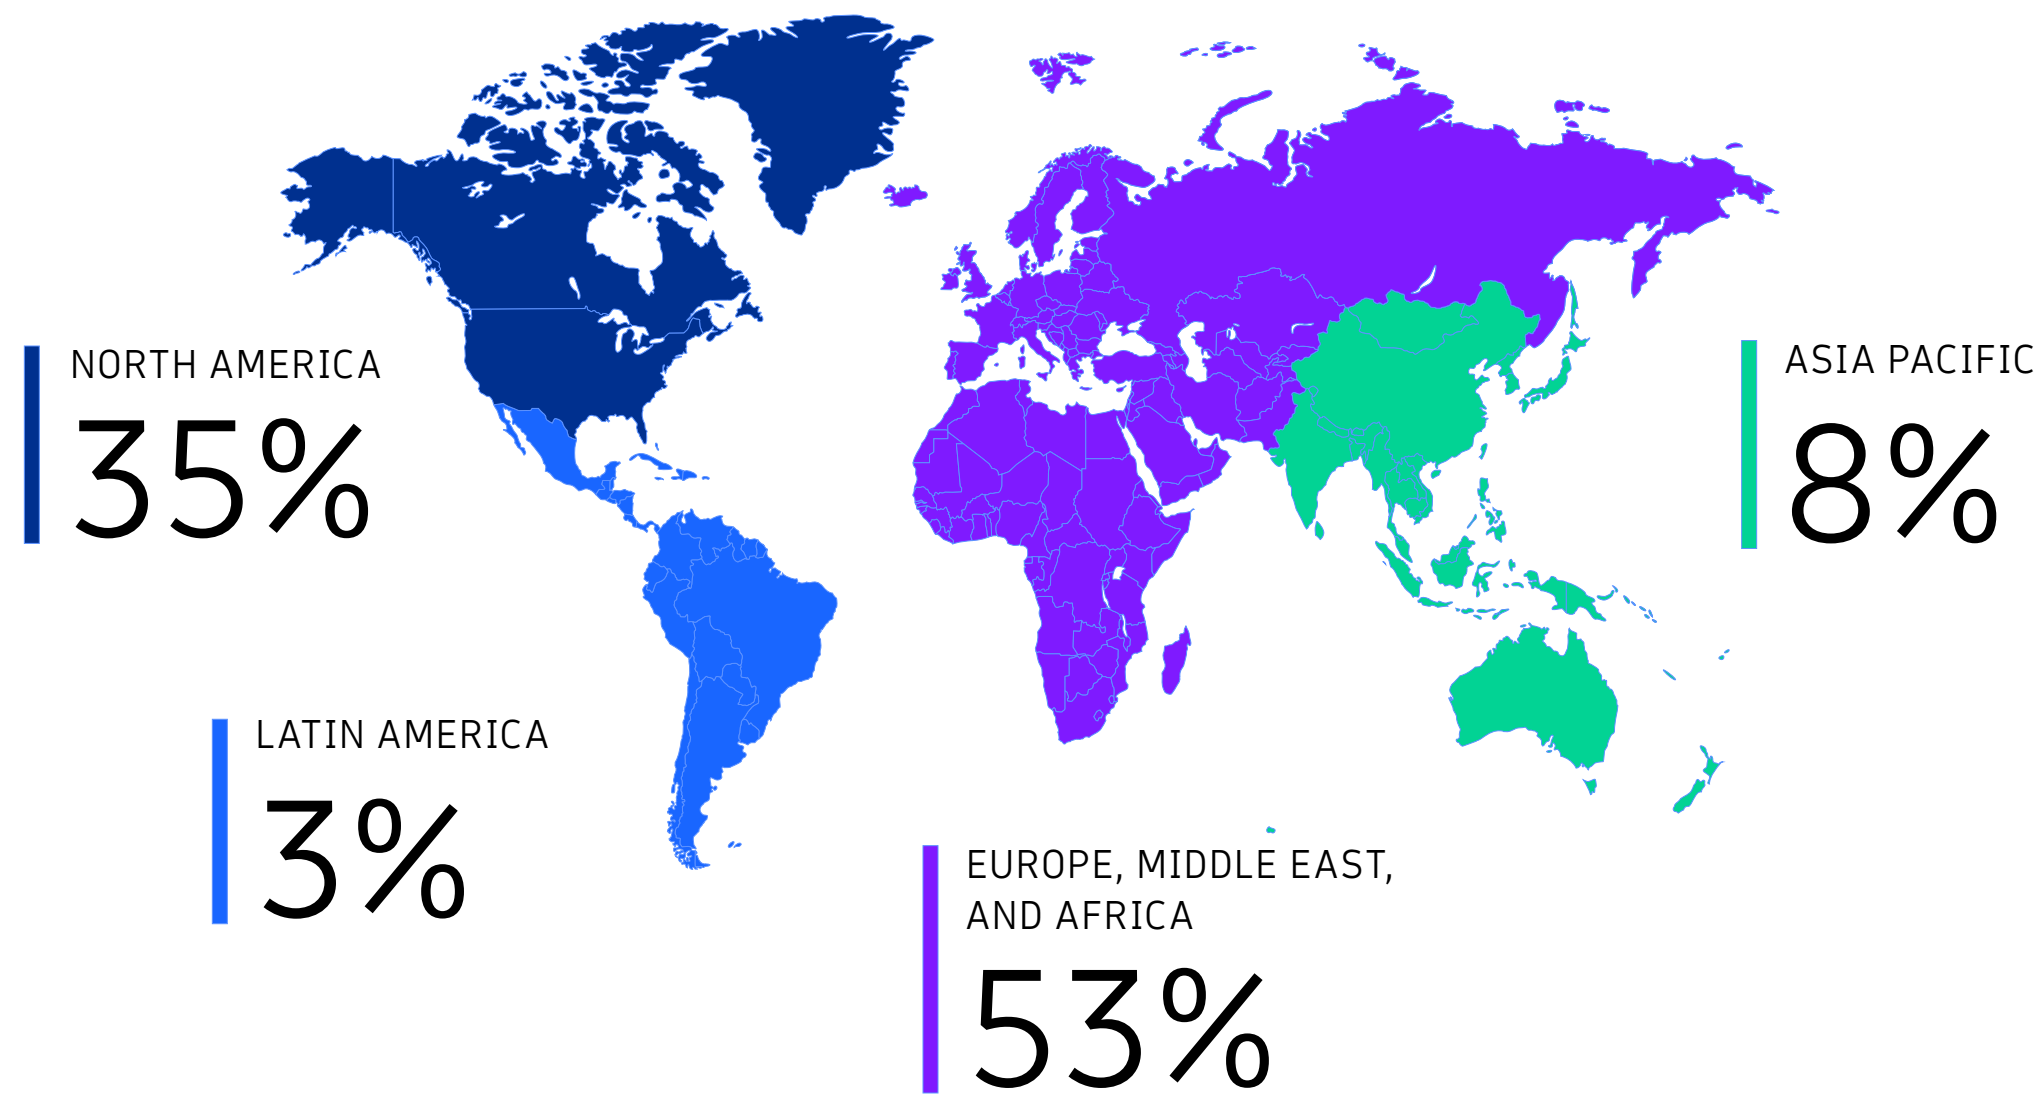 NORTH AMERICA
35%
ASIA PACIFIC
8%
LATIN AMERICA
3%
EUROPE, MIDDLE EAST,
AND AFRICA
53%